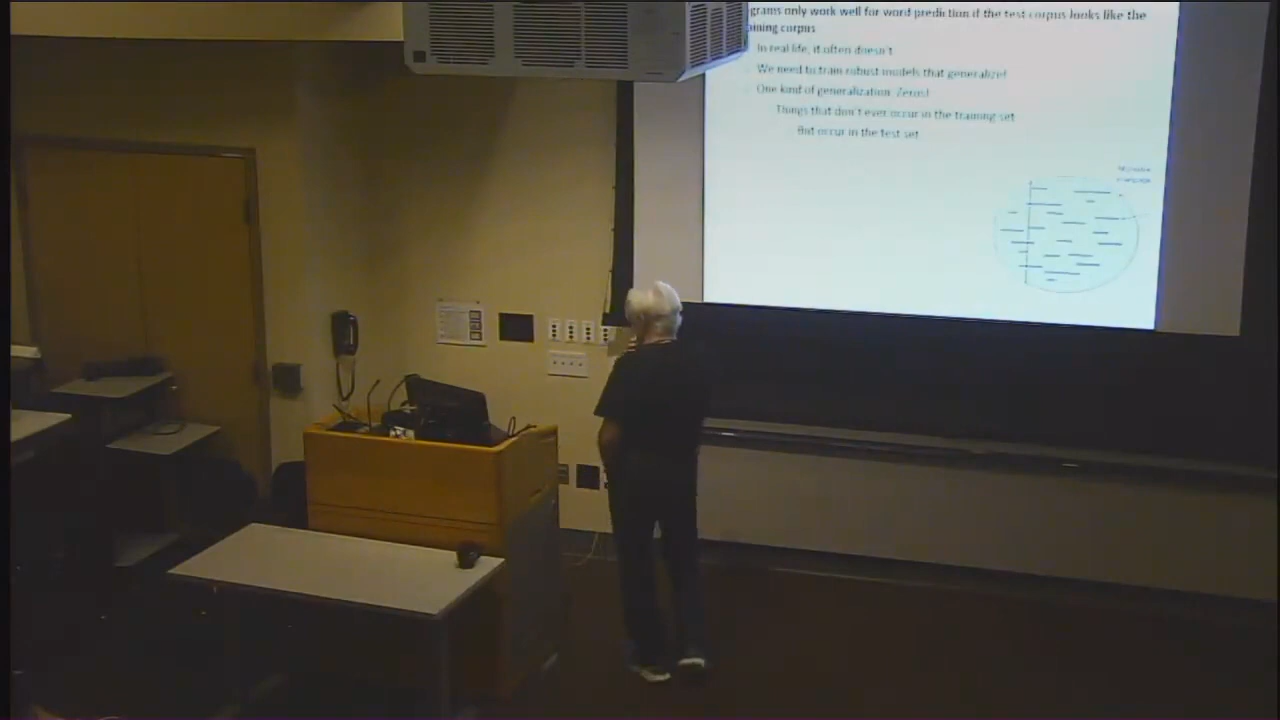 grams only work well for word prediction if the test corpus looks like the
ining corpus
In real life, it often doesn't
We need to train robust models that generalize!
One kind of generalization: Zeros!
Things that don't ever occur in the training set
But occur in the test set